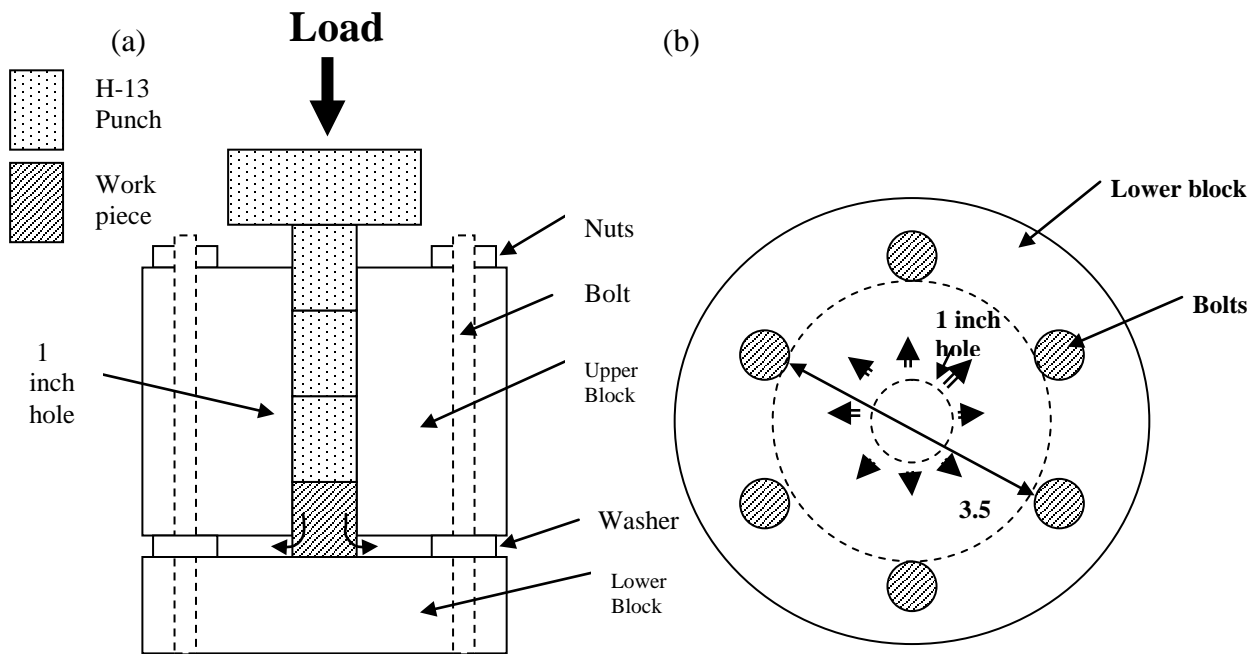 (a)
Load
(b)
H-13
Punch
Work
piece
Nuts
Bolt
1
inch
hole
Upper
Block
Washer
Lower
Block
Lower block
Bolts
1 inch
hole
3.5